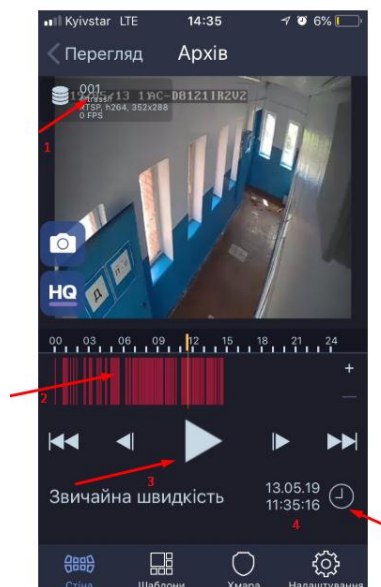 Kyivstar LTE 14:35 6%
Перегляд Архів
001
RTSP, h264, 352x288
0 FPS
1
HQ
00 03 06 09 12 15 18 21 24
+
2
—
3
Звичайна швидкість
13.05.19
11:35:16
4
Стіна Шаблони Хмара Налаштування